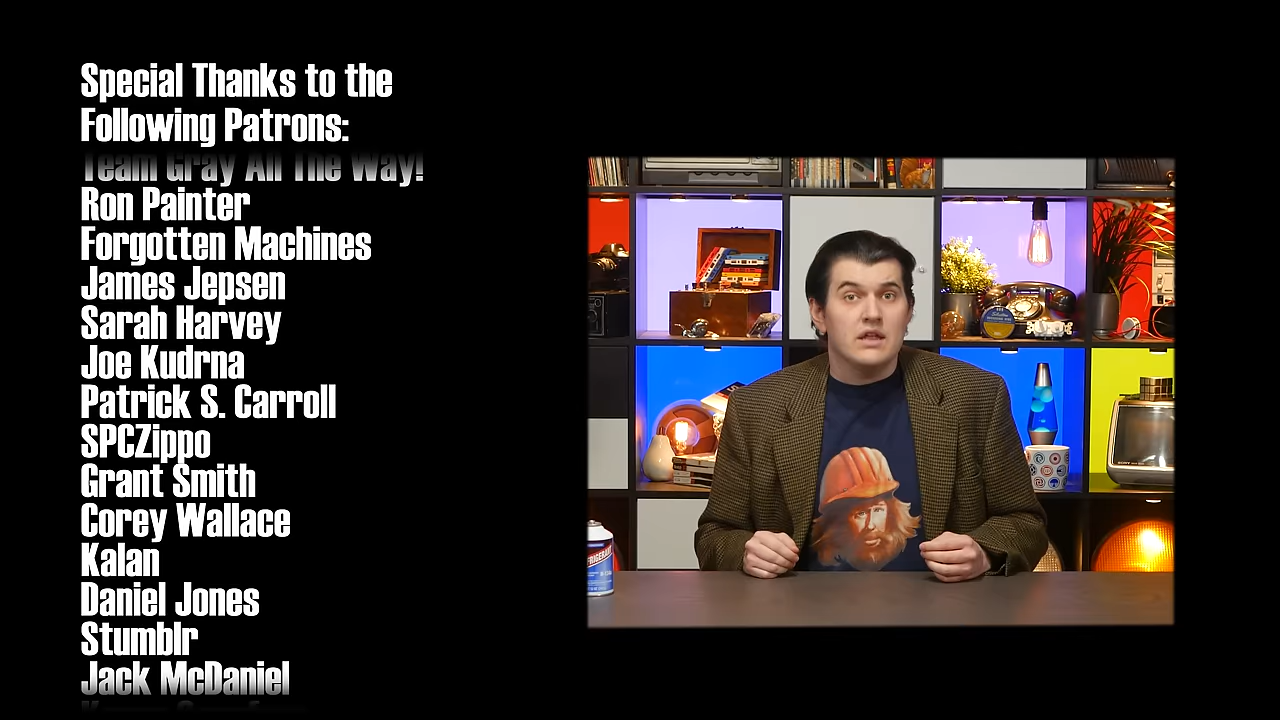 Special Thanks to the
Following Patrons:
Team Gray All The Way!
Ron Painter
Forgotten Machines
James Jepsen
Sarah Harvey
Joe Kudrna
Patrick S. Carroll
SPCZippo
Grant Smith
Corey Wallace
Kalan
Daniel Jones
Stumblr
Jack McDaniel